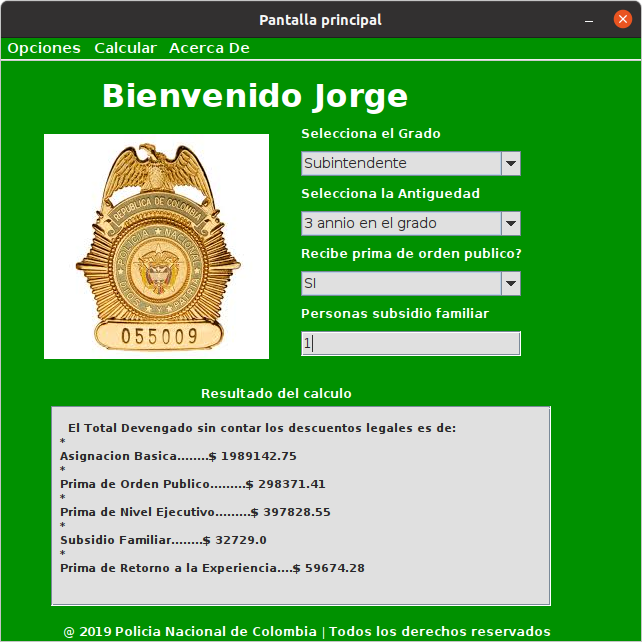 Pantalla principal
Opciones Calcular Acerca De
Bienvenido Jorge
REPUBLICA DE COLOMBIA
POLICIA NACIONAL
DIOS Y PATRIA
055009
Selecciona el Grado
Subintendente
Selecciona la Antiguedad
3 annio en el grado
Recibe prima de orden publico?
SI
Personas subsidio familiar
1
Resultado del calculo
El Total Devengado sin contar los descuentos legales es de:
*
Asignacion Basica........$ 1989142.75
*
Prima de Orden Publico.........$ 298371.41
*
Prima de Nivel Ejecutivo.........$ 397828.55
*
Subsidio Familiar........$ 32729.0
*
Prima de Retorno a la Experiencia....$ 59674.28
@ 2019 Policia Nacional de Colombia | Todos los derechos reservados